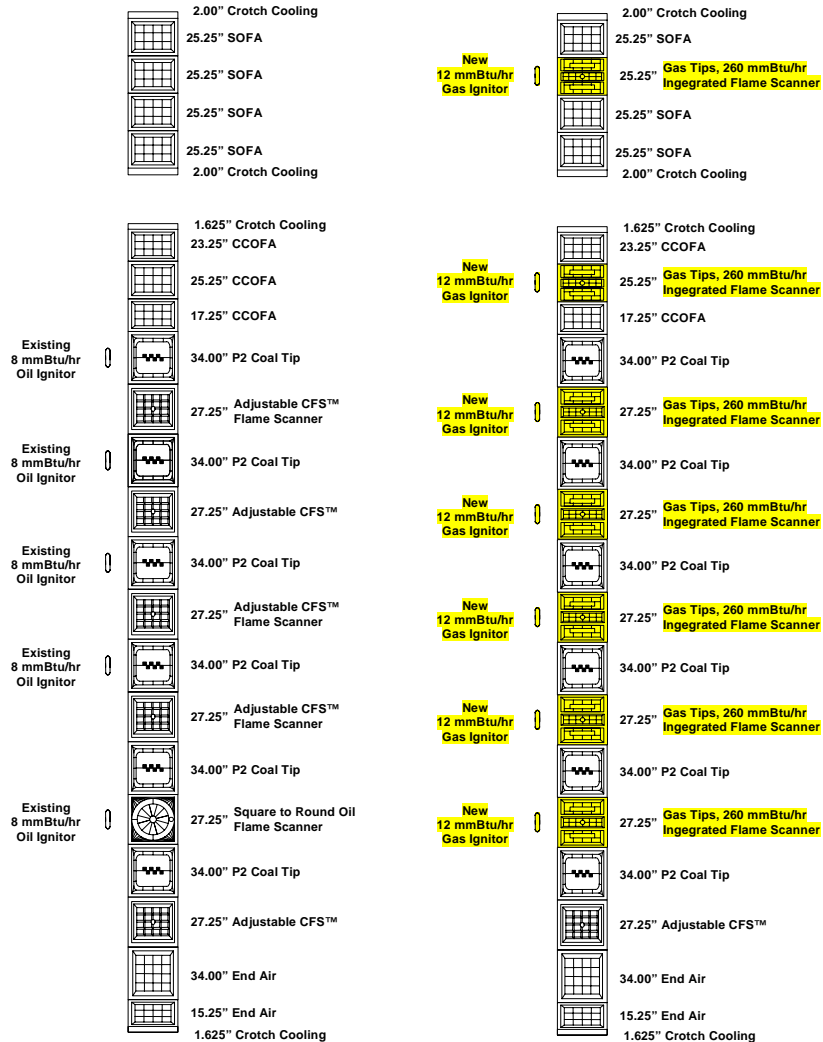 2.00” Crotch Cooling
25.25” SOFA
25.25” SOFA
25.25” SOFA
25.25” SOFA
2.00” Crotch Cooling
1.625” Crotch Cooling
23.25” CCOFA
25.25” CCOFA
17.25” CCOFA
Existing
8 mmBtu/hr
Oil Ignitor
34.00” P2 Coal Tip
27.25” Adjustable CFS™
Flame Scanner
Existing
8 mmBtu/hr
Oil Ignitor
34.00” P2 Coal Tip
27.25” Adjustable CFS™
Existing
8 mmBtu/hr
Oil Ignitor
34.00” P2 Coal Tip
27.25” Adjustable CFS™
Flame Scanner
Existing
8 mmBtu/hr
Oil Ignitor
34.00” P2 Coal Tip
27.25” Adjustable CFS™
Flame Scanner
34.00” P2 Coal Tip
Existing
8 mmBtu/hr
Oil Ignitor
27.25” Square to Round Oil
Flame Scanner
34.00” P2 Coal Tip
27.25” Adjustable CFS™
34.00” End Air
15.25” End Air
1.625” Crotch Cooling
2.00” Crotch Cooling
25.25” SOFA
New
12 mmBtu/hr
Gas Ignitor
25.25” Gas Tips, 260 mmBtu/hr
Ingegrated Flame Scanner
25.25” SOFA
25.25” SOFA
2.00” Crotch Cooling
1.625” Crotch Cooling
23.25” CCOFA
New
12 mmBtu/hr
Gas Ignitor
25.25” Gas Tips, 260 mmBtu/hr
Ingegrated Flame Scanner
17.25” CCOFA
34.00” P2 Coal Tip
New
12 mmBtu/hr
Gas Ignitor
27.25” Gas Tips, 260 mmBtu/hr
Ingegrated Flame Scanner
34.00” P2 Coal Tip
New
12 mmBtu/hr
Gas Ignitor
27.25” Gas Tips, 260 mmBtu/hr
Ingegrated Flame Scanner
34.00” P2 Coal Tip
New
12 mmBtu/hr
Gas Ignitor
27.25” Gas Tips, 260 mmBtu/hr
Ingegrated Flame Scanner
34.00” P2 Coal Tip
New
12 mmBtu/hr
Gas Ignitor
27.25” Gas Tips, 260 mmBtu/hr
Ingegrated Flame Scanner
34.00” P2 Coal Tip
New
12 mmBtu/hr
Gas Ignitor
27.25” Gas Tips, 260 mmBtu/hr
Ingegrated Flame Scanner
34.00” P2 Coal Tip
27.25” Adjustable CFS™
34.00” End Air
15.25” End Air
1.625” Crotch Cooling